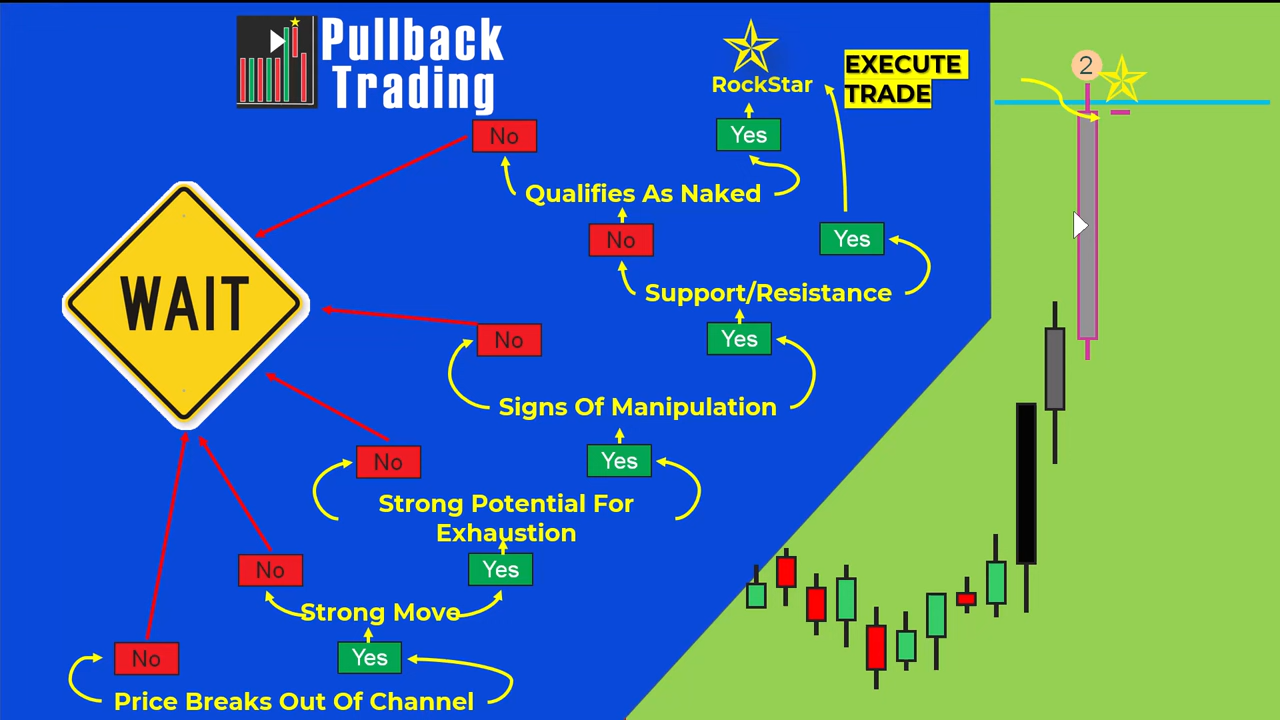 Pullback
Trading
RockStar
EXECUTE
TRADE
2
No
Yes
Qualifies As Naked
No
Yes
Support/Resistance
WAIT
No
Yes
Signs Of Manipulation
No
Yes
Strong Potential For
Exhaustion
No
Yes
Strong Move
No
Yes
Price Breaks Out Of Channel